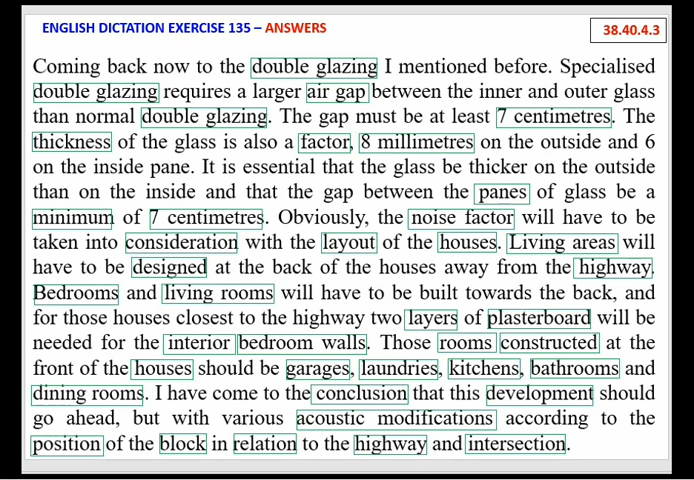 ENGLISH DICTATION EXERCISE 135 – ANSWERS
38.40.4.3
Coming back now to the double glazing I mentioned before. Specialised
double glazing requires a larger air gap between the inner and outer glass
than normal double glazing. The gap must be at least 7 centimetres. The
thickness of the glass is also a factor, 8 millimetres on the outside and 6
on the inside pane. It is essential that the glass be thicker on the outside
than on the inside and that the gap between the panes of glass be a
minimum of 7 centimetres. Obviously, the noise factor will have to be
taken into consideration with the layout of the houses. Living areas will
have to be designed at the back of the houses away from the highway.
Bedrooms and living rooms will have to be built towards the back, and
for those houses closest to the highway two layers of plasterboard will be
needed for the interior bedroom walls. Those rooms constructed at the
front of the houses should be garages, laundries, kitchens, bathrooms and
dining rooms. I have come to the conclusion that this development should
go ahead, but with various acoustic modifications according to the
position of the block in relation to the highway and intersection.